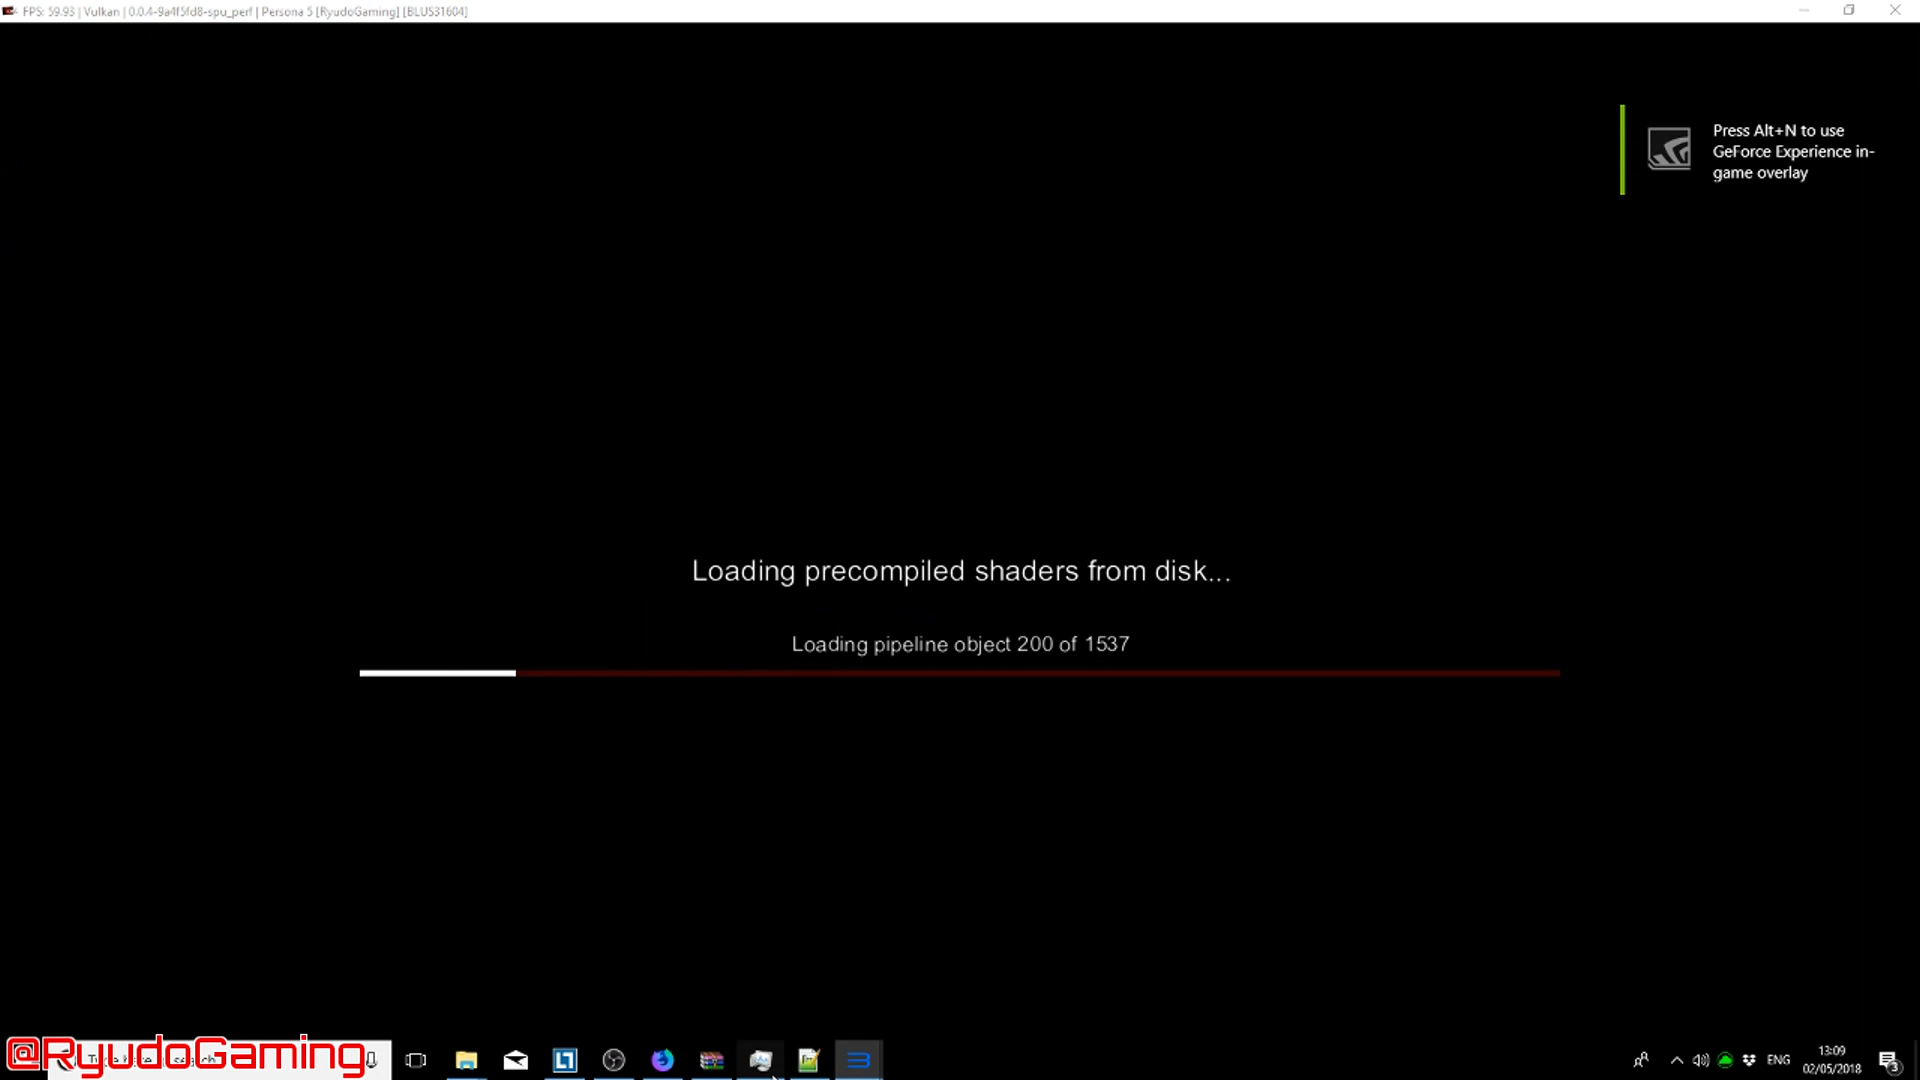 FPS: 59.93 | Vulkan | 0.0.4-9a4f5fd8-spu_perf | Persona 5 [RyudoGaming] [BLUS31604]
Press Alt+N to use
GeForce Experience in-
game overlay
Loading precompiled shaders from disk...
Loading pipeline object 200 of 1537
@RyudoGaming
ENG
13:09
02/05/2018
3